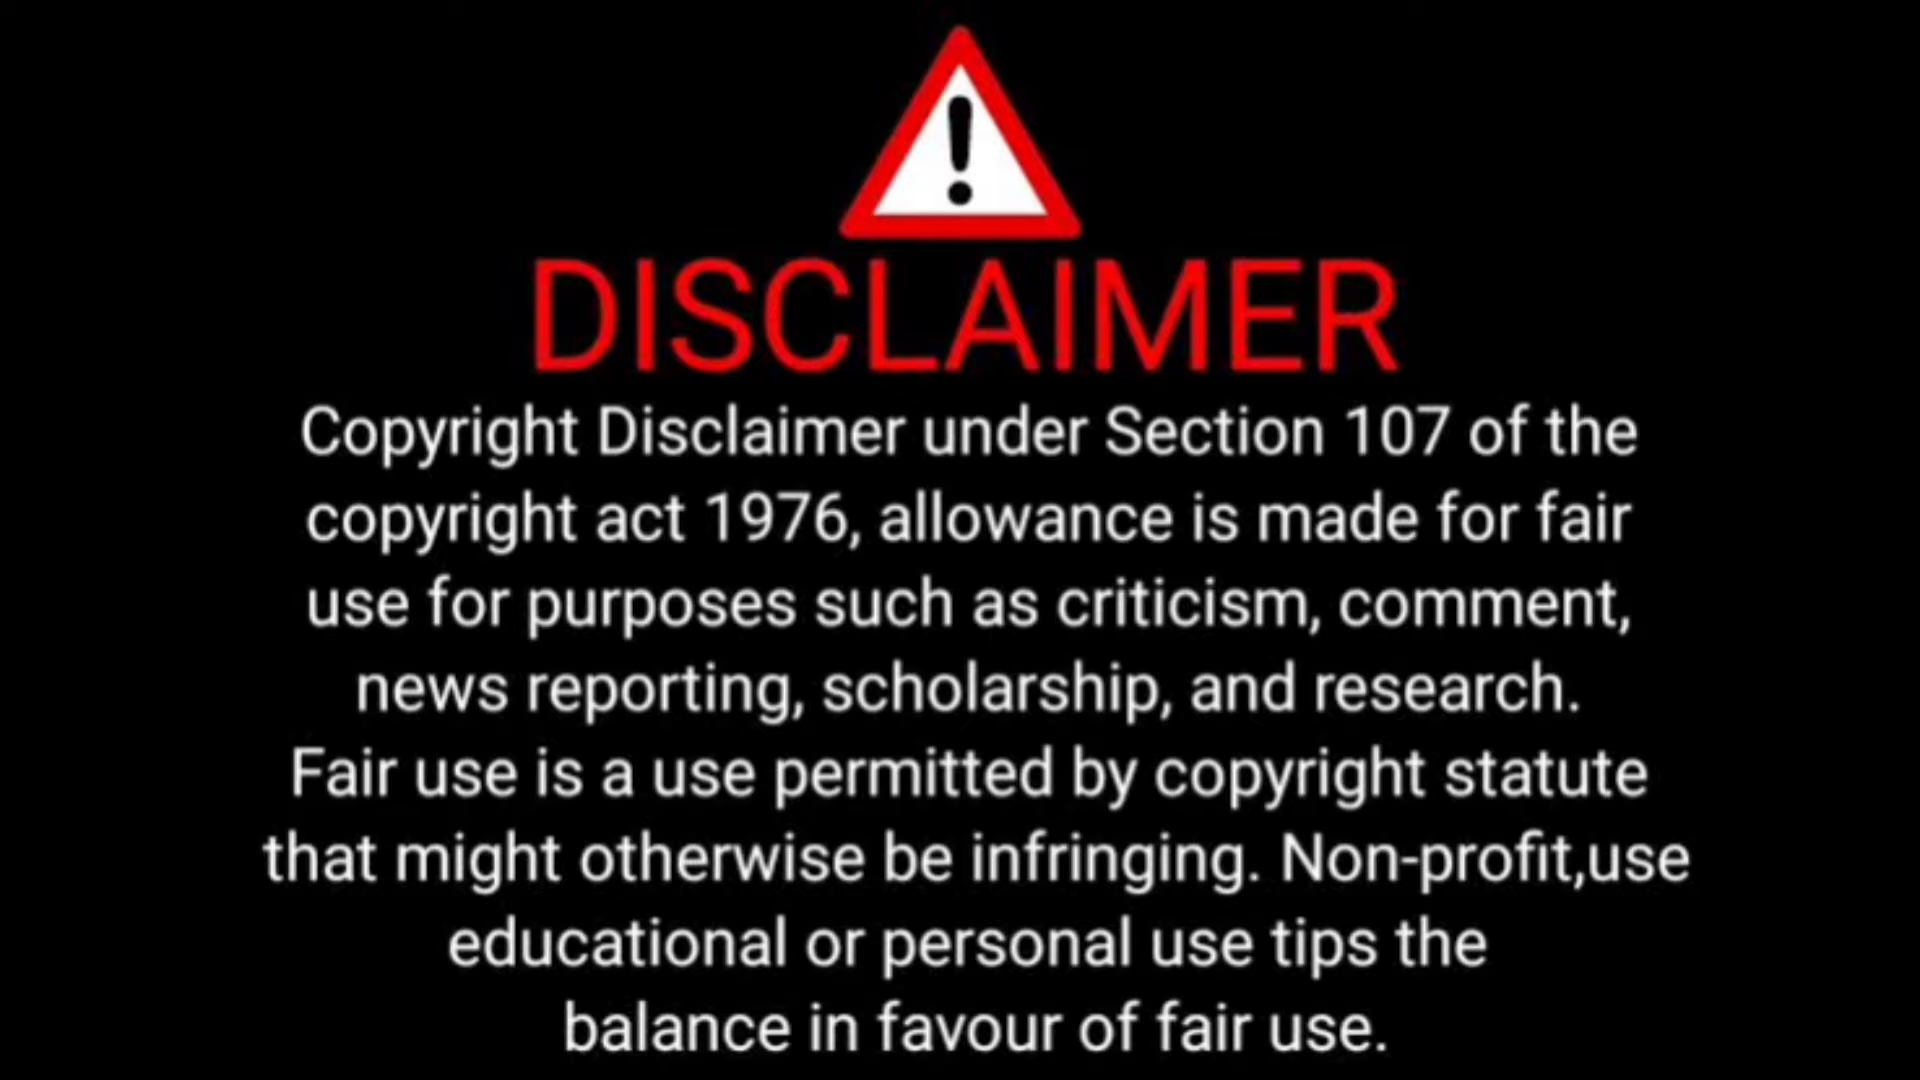 DISCLAIMER
Copyright Disclaimer under Section 107 of the
copyright act 1976, allowance is made for fair
use for purposes such as criticism, comment,
news reporting, scholarship, and research.
Fair use is a use permitted by copyright statute
that might otherwise be infringing. Non-profit,use
educational or personal use tips the
balance in favour of fair use.